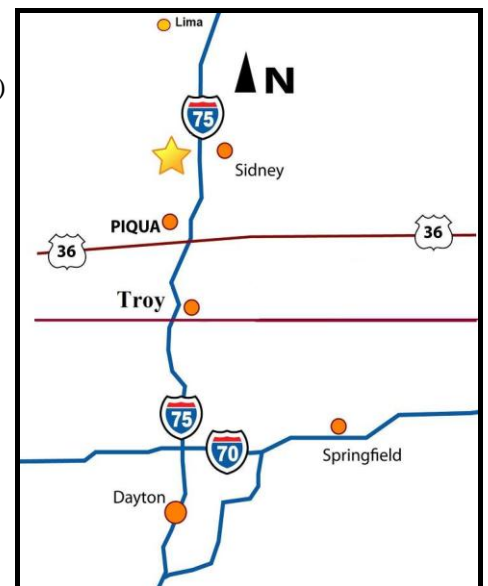 Lima
)
N
75
Sidney
PIQUA
36
36
Troy
75
70
Springfield
Dayton